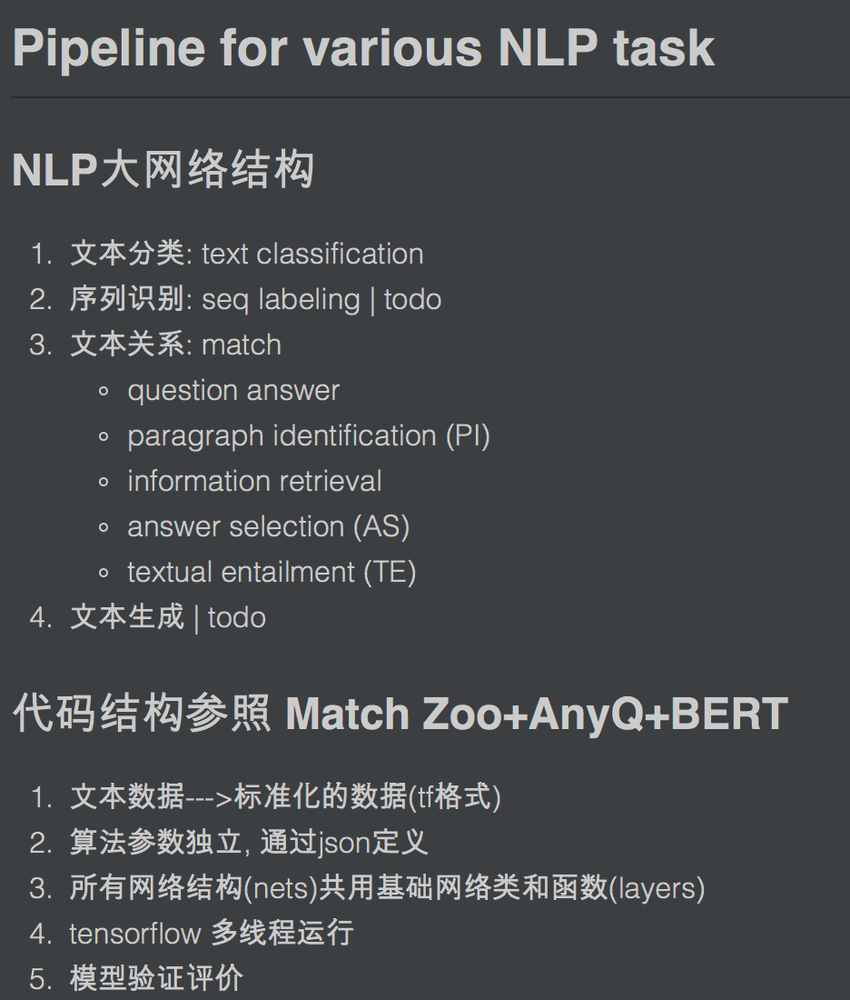 Pipeline for various NLP task
NLP大网络结构
1. 文本分类: text classification
2. 序列识别: seq labeling | todo
3. 文本关系: match
question answer
paragraph identification (PI)
information retrieval
answer selection (AS)
textual entailment (TE)
4. 文本生成 | todo
代码结构参照 Match Zoo+AnyQ+BERT
1. 文本数据--->标准化的数据(tf格式)
2. 算法参数独立, 通过json定义
3. 所有网络结构(nets)共用基础网络类和函数(layers)
4. tensorflow 多线程运行
5. 模型验证评价